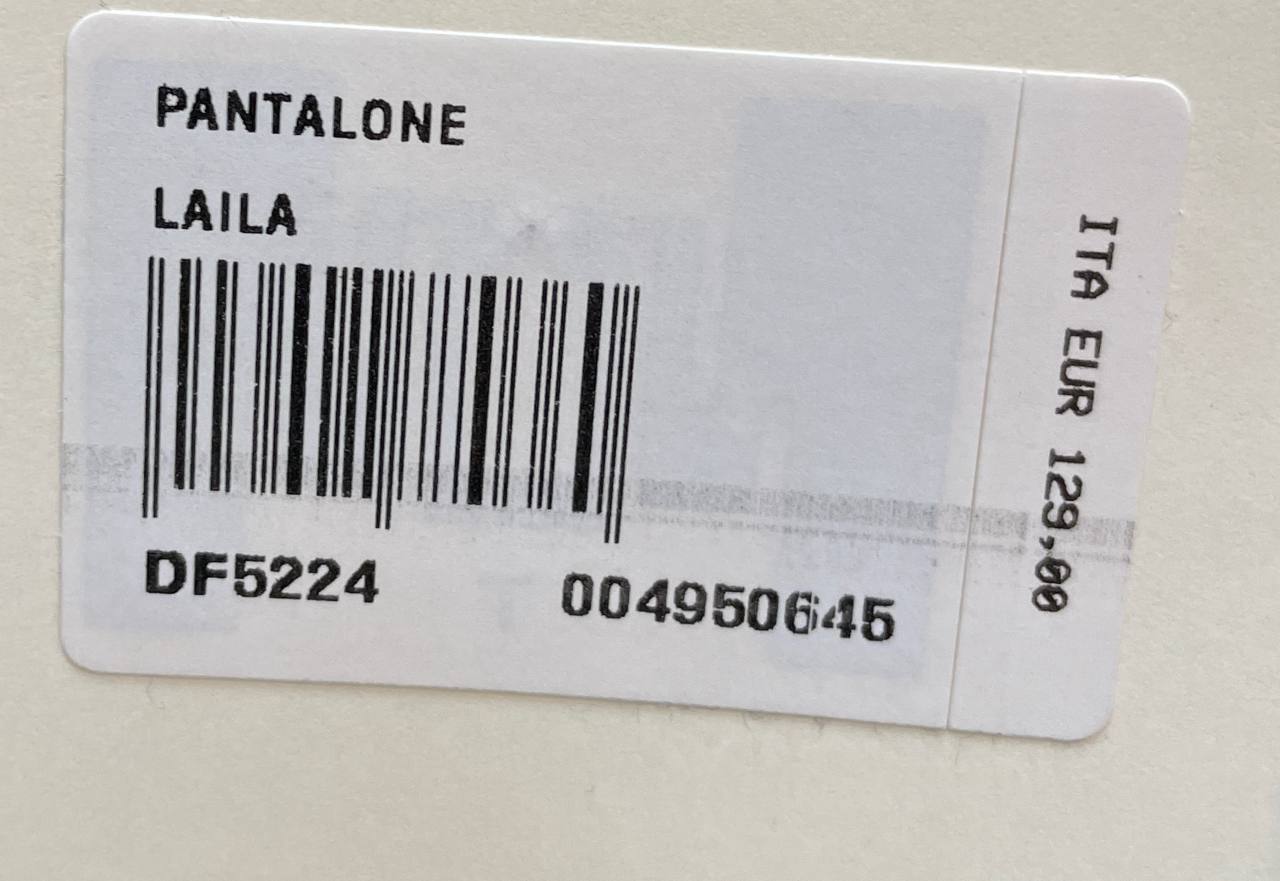 PANTALONE
LAILA
DF5224 004950645
ITA EUR 129,00